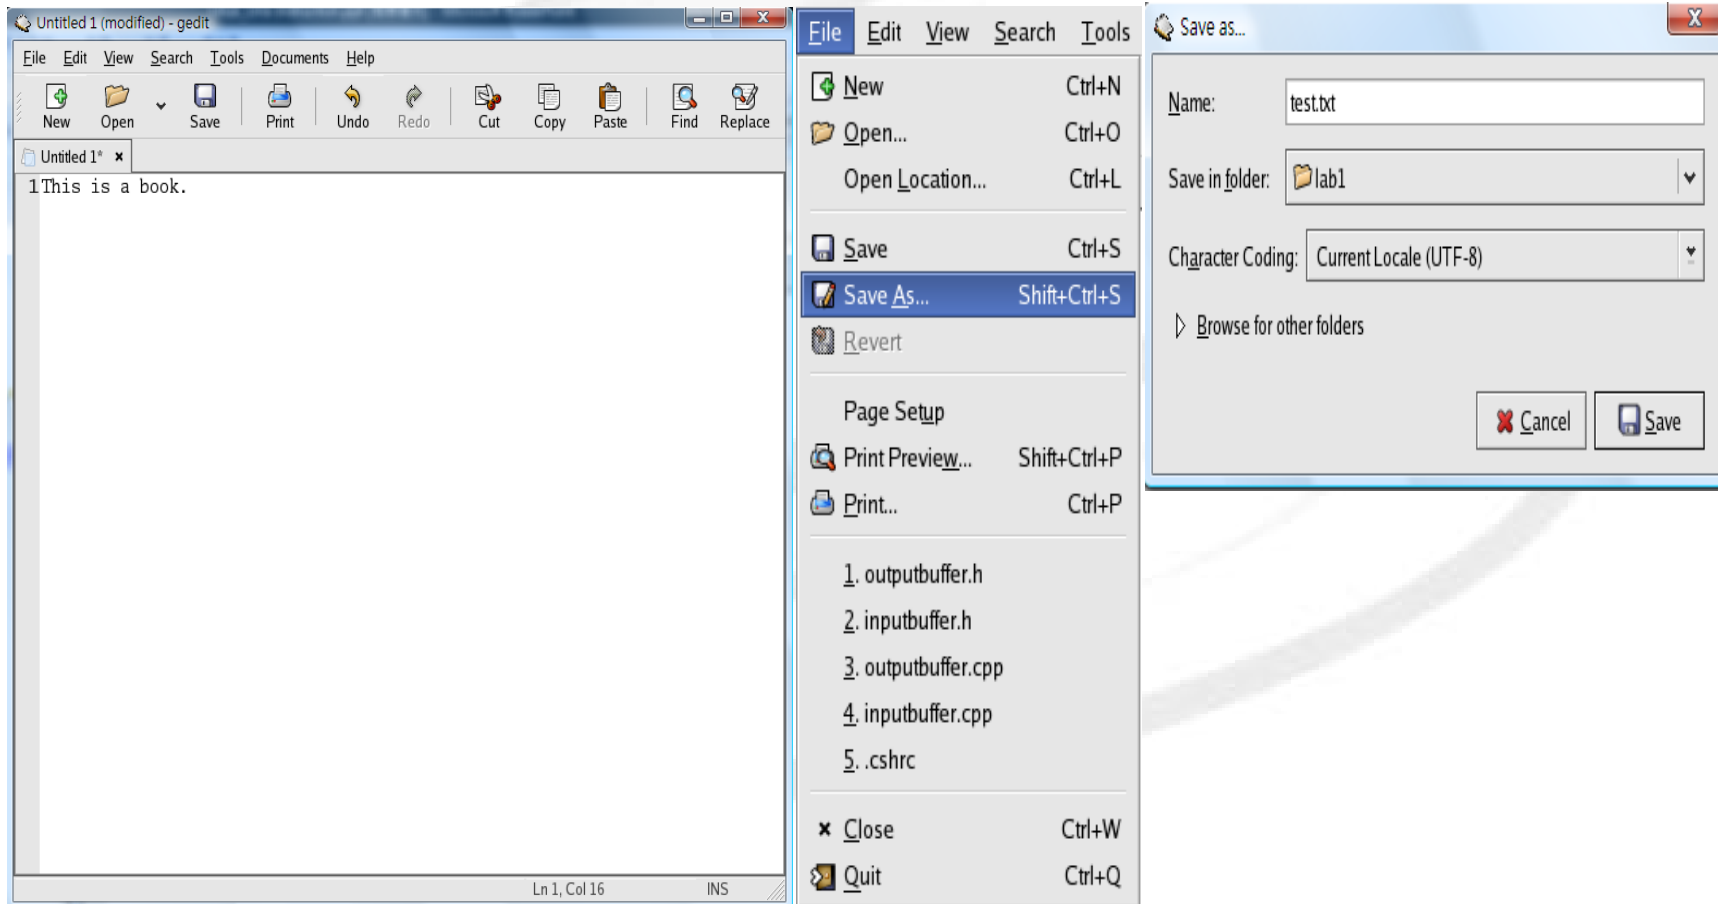 Untitled 1 (modified) - gedit
File Edit View Search Tools Documents Help
New Open Save Print Undo Redo Cut Copy Paste Find Replace
Untitled 1*
1 This is a book.
Ln 1, Col 16 INS
File Edit View Search Tools
New Ctrl+N
Open... Ctrl+O
Open Location... Ctrl+L
Save Ctrl+S
Save As... Shift+Ctrl+S
Revert
Page Setup
Print Preview... Shift+Ctrl+P
Print... Ctrl+P
1. outputbuffer.h
2. inputbuffer.h
3. outputbuffer.cpp
4. inputbuffer.cpp
5. .cshrc
Close Ctrl+W
Quit Ctrl+Q
Save as...
Name: test.txt
Save in folder: lab1
Character Coding: Current Locale (UTF-8)
Browse for other folders
Cancel Save